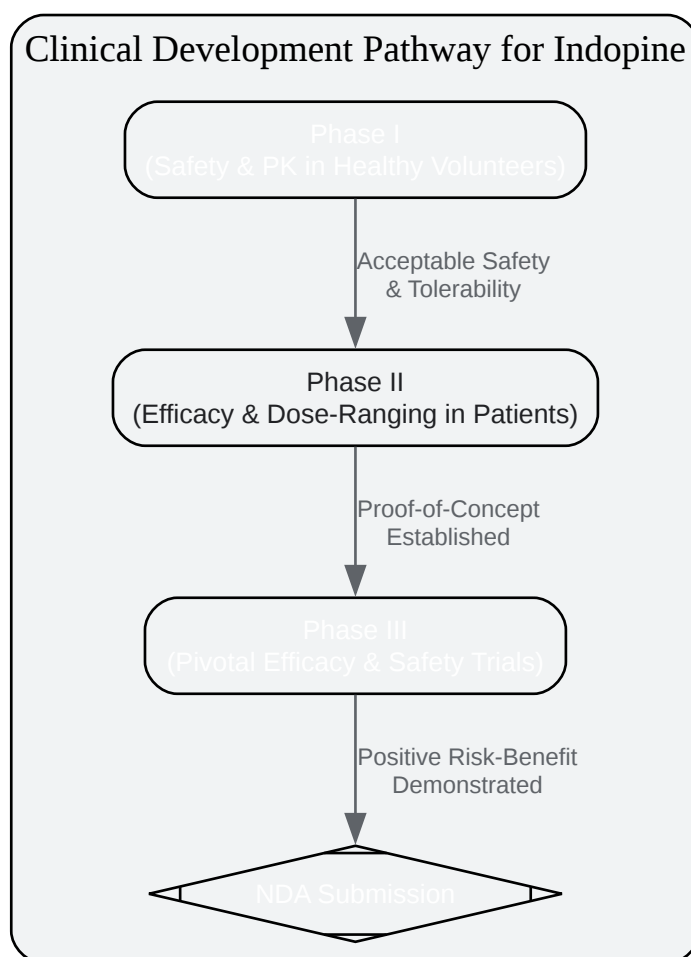 Clinical Development Pathway for Indopine
Phase I
(Safety & PK in Healthy Volunteers)
Acceptable Safety
& Tolerability
Phase II
(Efficacy & Dose-Ranging in Patients)
Proof-of-Concept
Established
Phase III
(Pivotal Efficacy & Safety Trials)
Positive Risk-Benefit
Demonstrated
NDA Submission